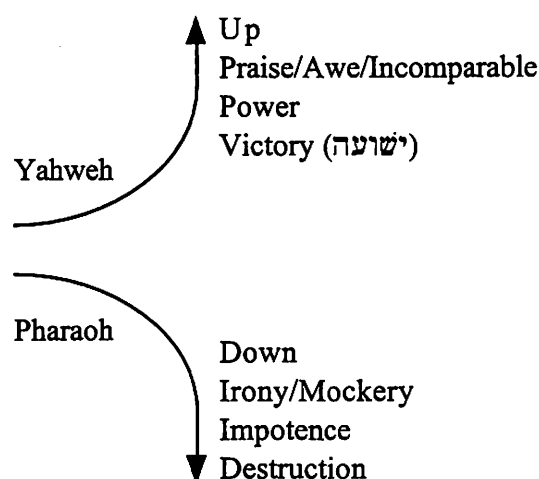 Up
Praise/Awe/Incomparable
Power
Victory (ישועה)
Yahweh
Pharaoh
Down
Irony/Mockery
Impotence
Destruction